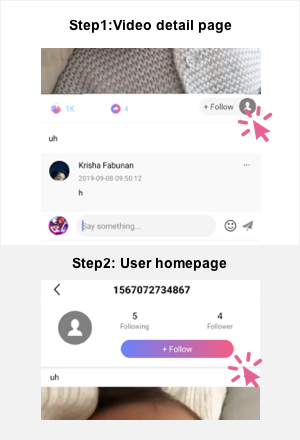 Step1:Video detail page
1K
4
+ Follow
uh
Krisha Fabunan
...
2019-09-08 09:50:12
h
Say something...
Step2: User homepage
1567072734867
5
4
Following
Follower
+ Follow
uh